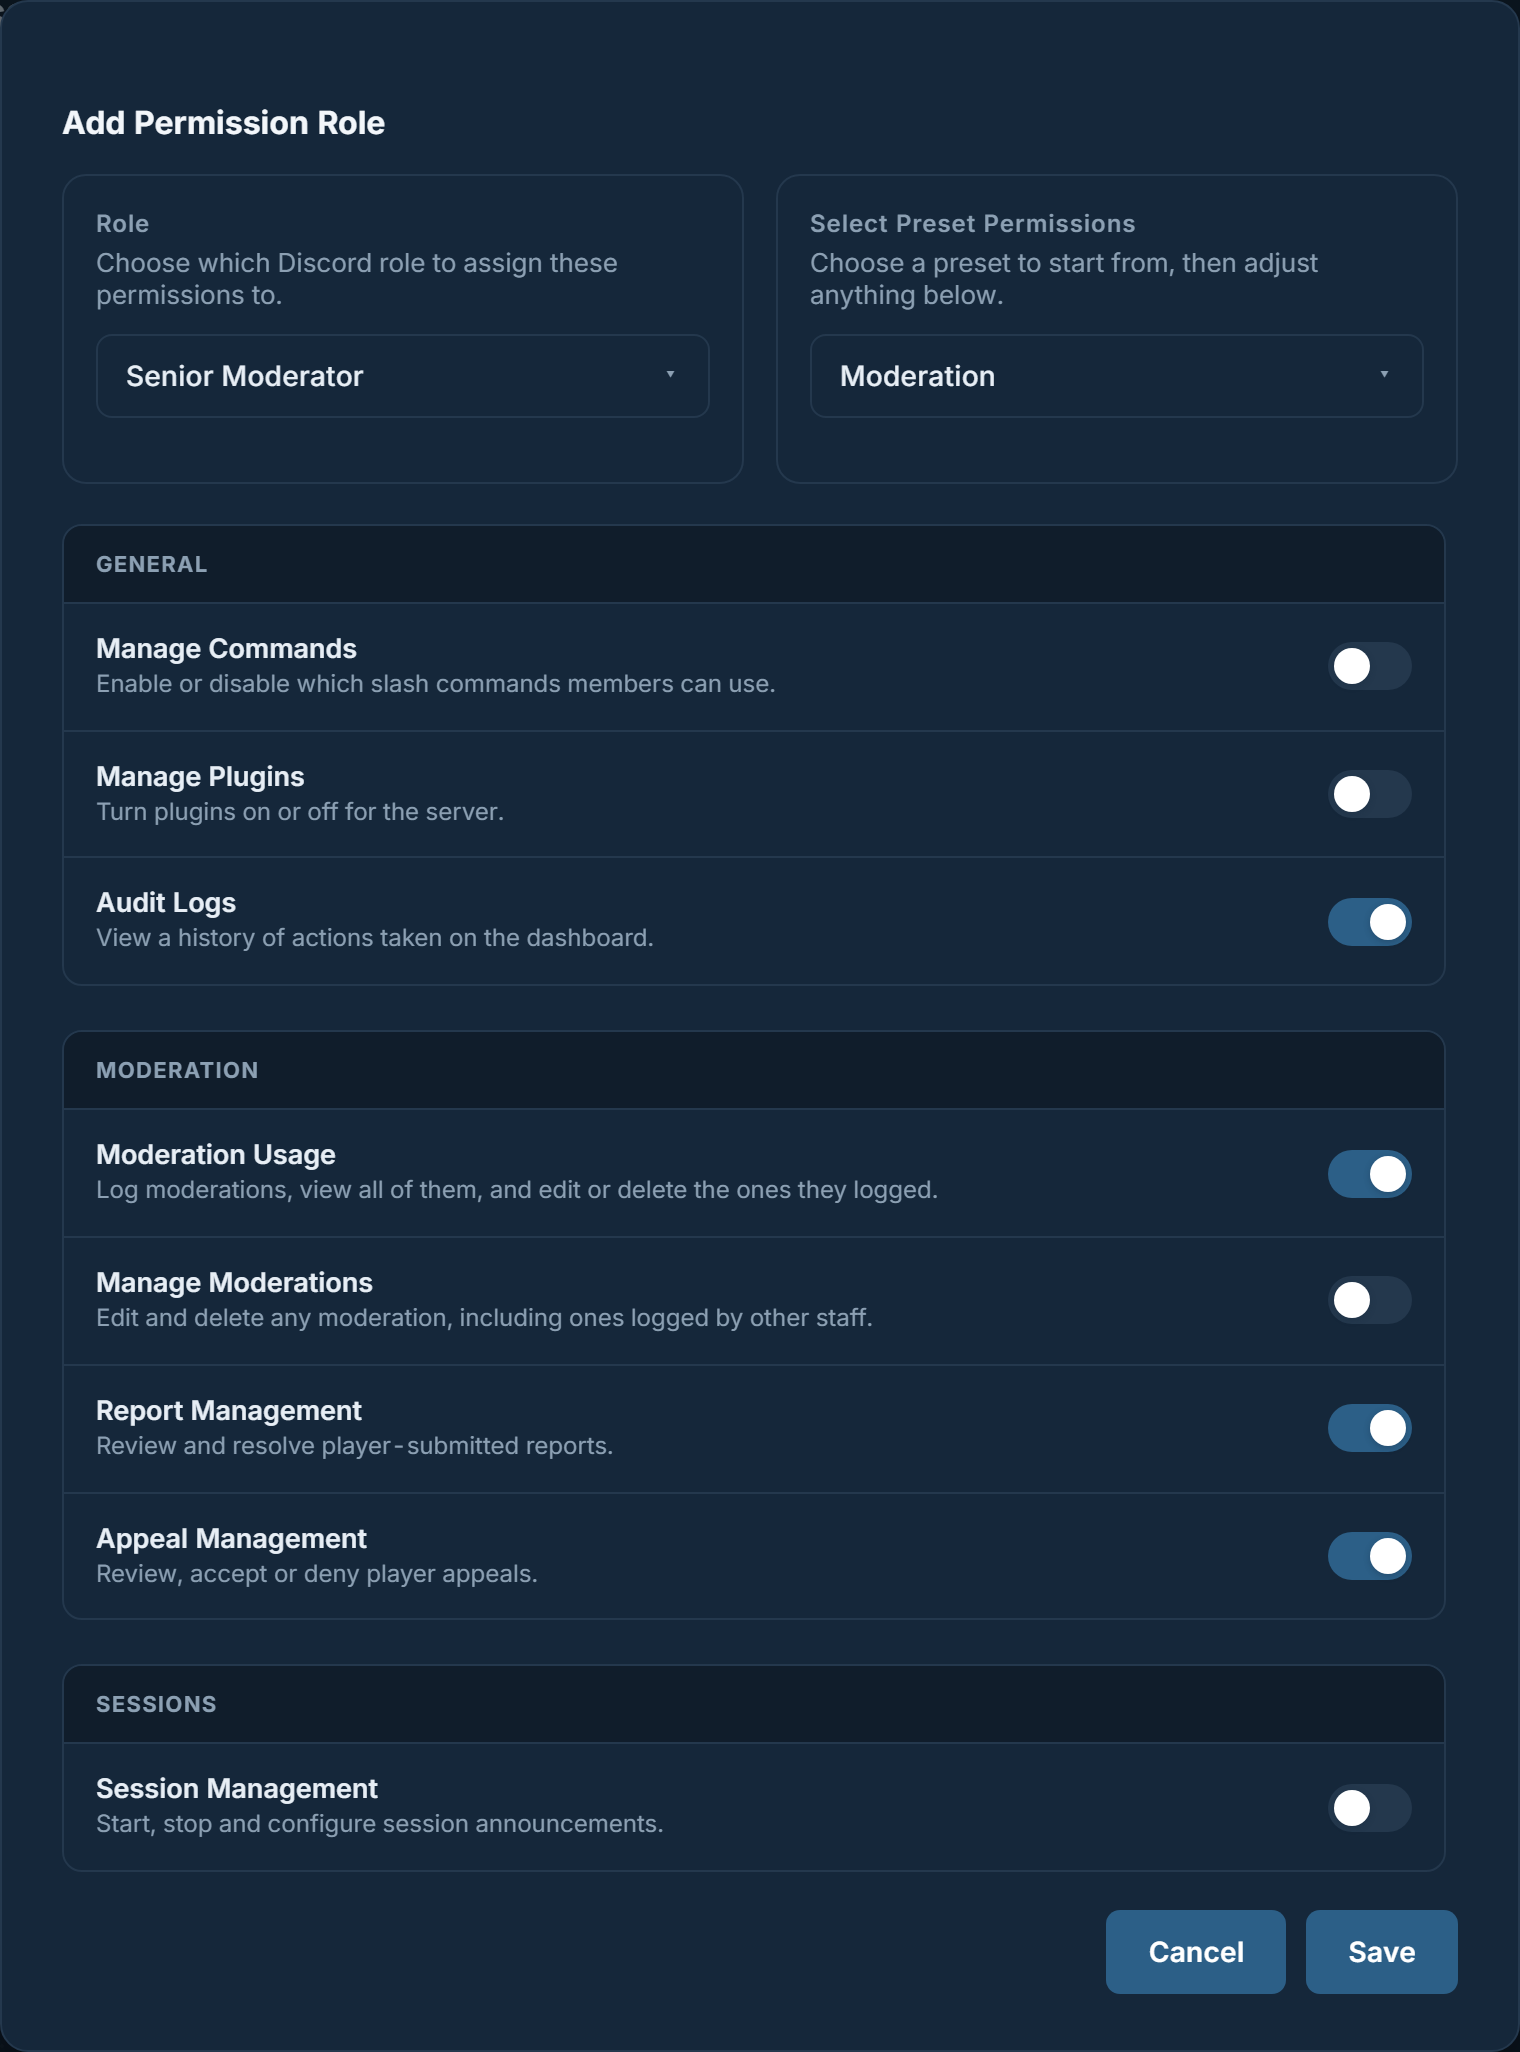 Add Permission Role
Role
Choose which Discord role to assign these
permissions to.
Senior Moderator
Select Preset Permissions
Choose a preset to start from, then adjust
anything below.
Moderation
GENERAL
Manage Commands
Enable or disable which slash commands members can use.
Manage Plugins
Turn plugins on or off for the server.
Audit Logs
View a history of actions taken on the dashboard.
MODERATION
Moderation Usage
Log moderations, view all of them, and edit or delete the ones they logged.
Manage Moderations
Edit and delete any moderation, including ones logged by other staff.
Report Management
Review and resolve player-submitted reports.
Appeal Management
Review, accept or deny player appeals.
SESSIONS
Session Management
Start, stop and configure session announcements.
Cancel
Save